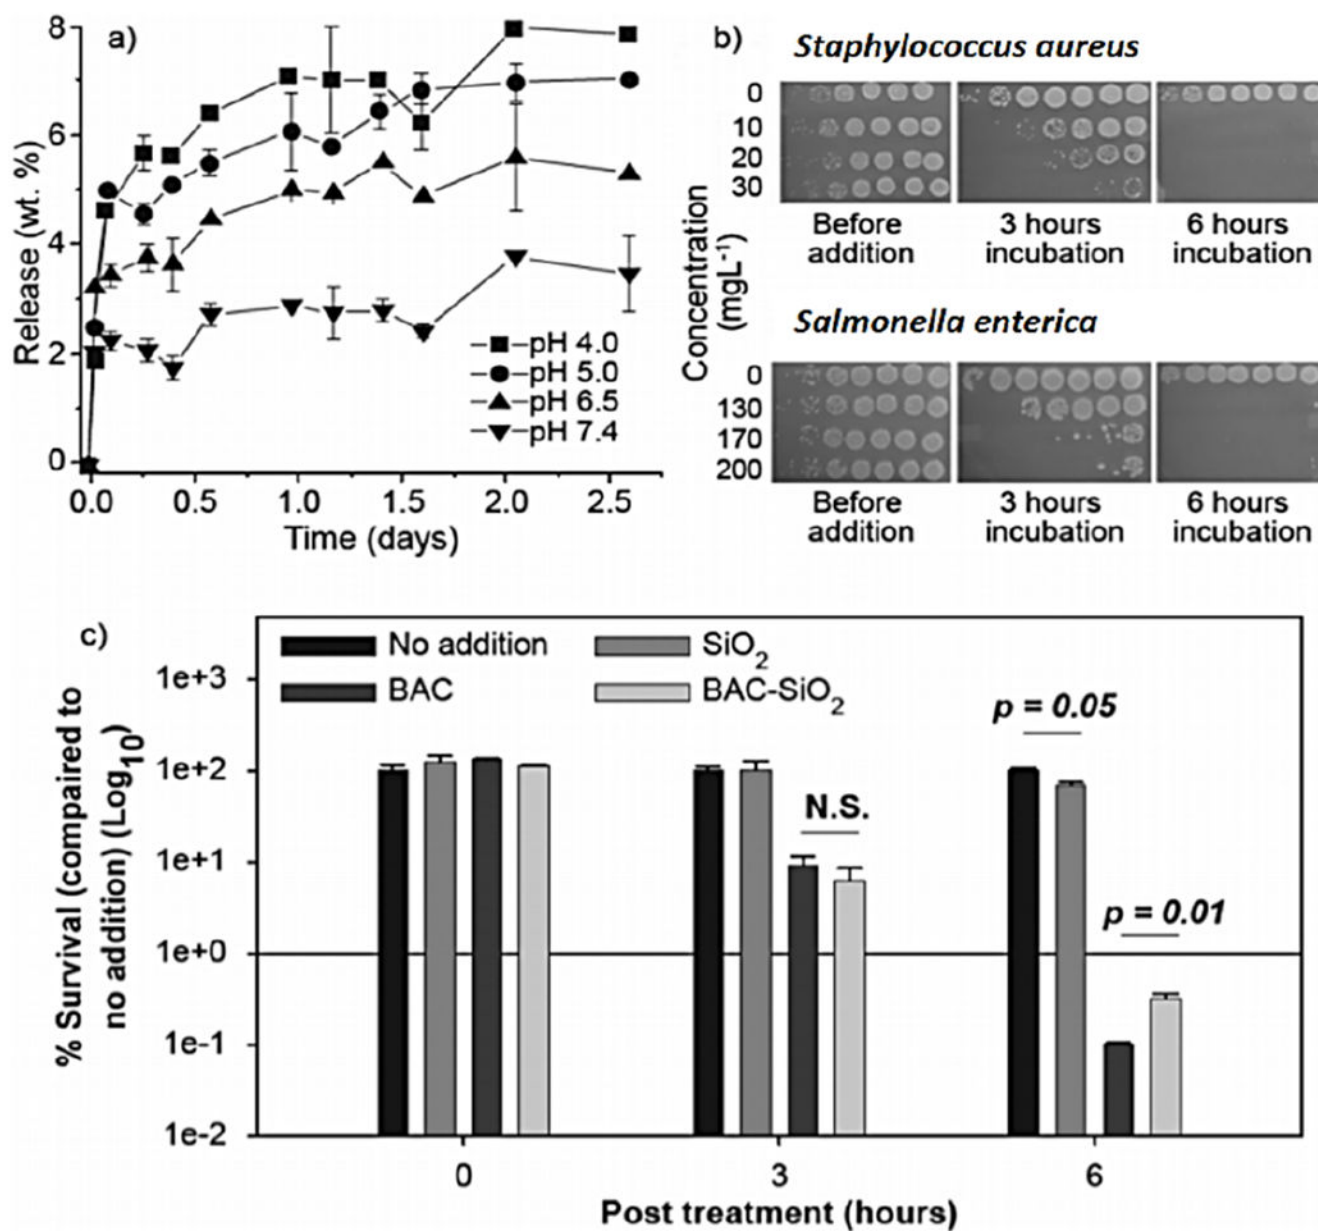 a)
8
6
4
2
0
Release (wt. %)
0.0 0.5 1.0 1.5 2.0 2.5
Time (days)
pH 4.0
pH 5.0
pH 6.5
pH 7.4
b)
Staphylococcus aureus
0
10
20
30
Before addition
3 hours incubation
6 hours incubation
Concentration (mgL⁻¹)
Salmonella enterica
0
130
170
200
Before addition
3 hours incubation
6 hours incubation
c)
No addition
SiO₂
BAC
BAC-SiO₂
1e+3
1e+2
1e+1
1e+0
1e-1
1e-2
% Survival (compaired to
no addition) (Log₁₀)
N.S.
p = 0.05
p = 0.01
0 3 6
Post treatment (hours)